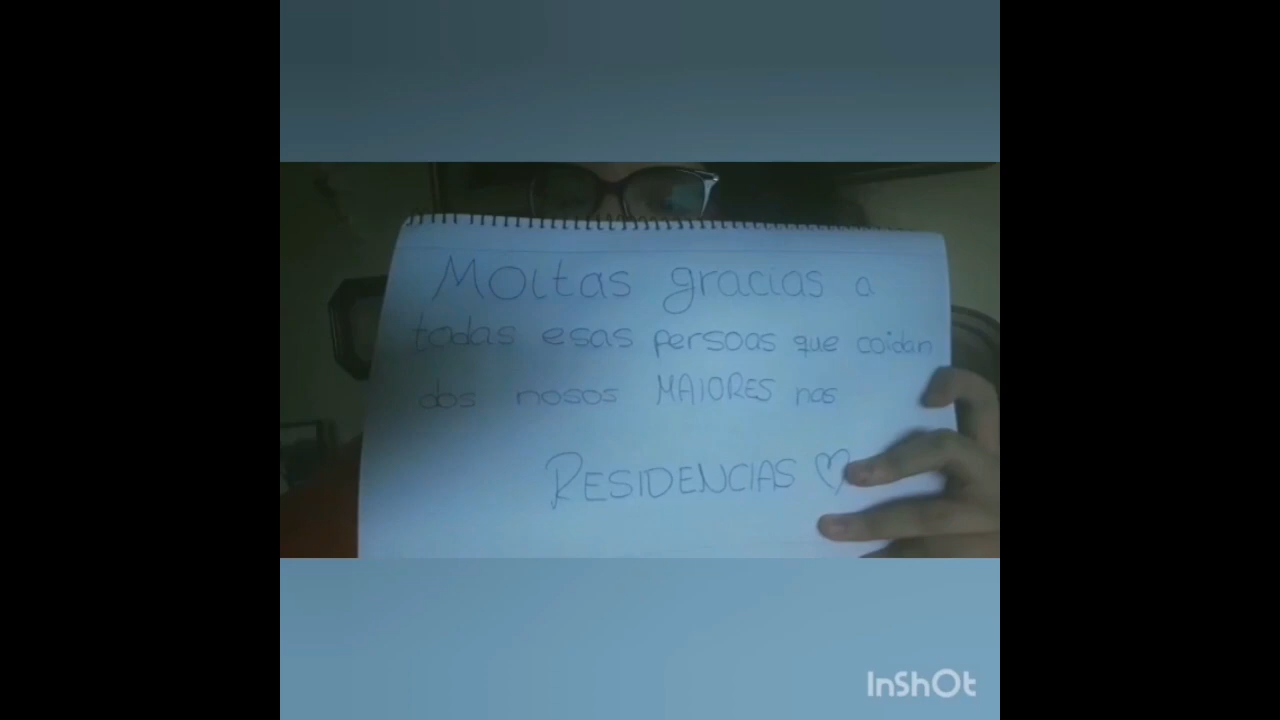 Moitas gracias a
todas esas persoas que coidan
dos nosos MAIORES nas
RESIDENCIAS ♡
InShOt